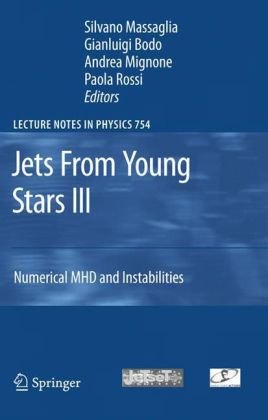 Silvano Massaglia
Gianluigi Bodo
Andrea Mignone
Paola Rossi
Editors
LECTURE NOTES IN PHYSICS 754
Jets From Young
Stars III
Numerical MHD and Instabilities
Springer
Jetset